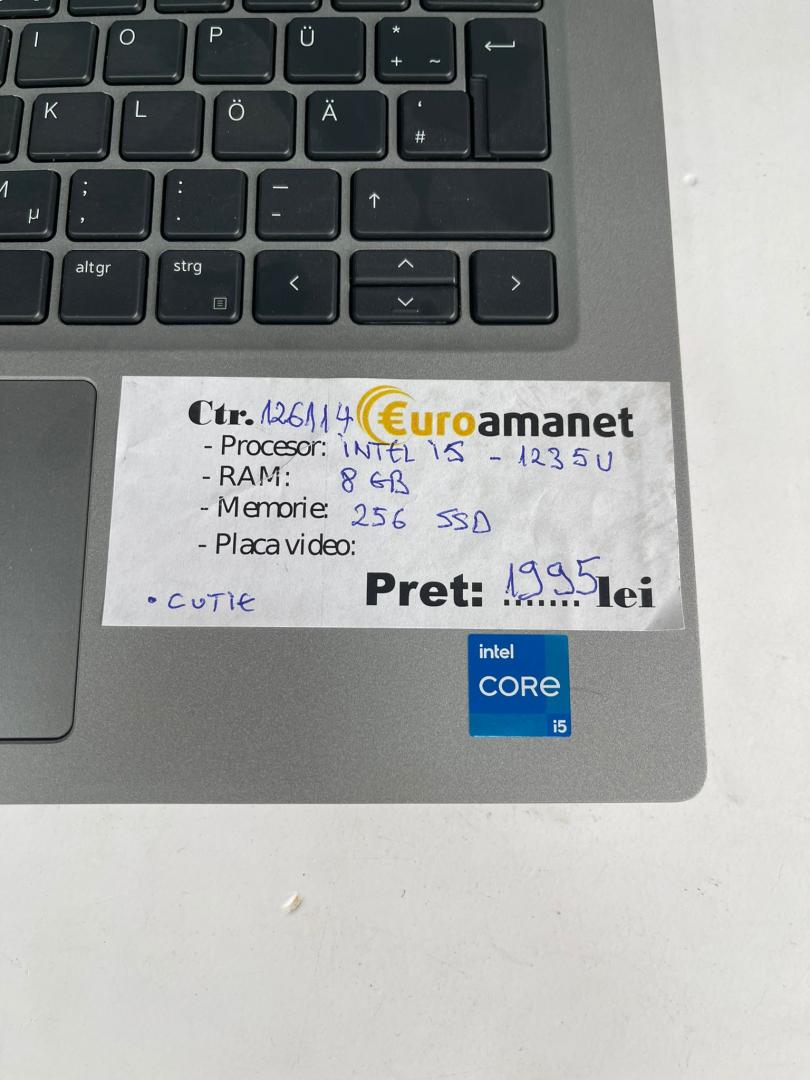 I O P Ü * + ~
K L Ö Ä ' #
M µ ; , : . _ -
altgr strg < >
Ctr. 126114 €uroamanet
- Procesor: INTEL i5 - 1235U
- RAM: 8 GB
- Memorie: 256 SSD
- Placa video:
• CUTIE Pret: 1995 lei
intel
CORE
i5